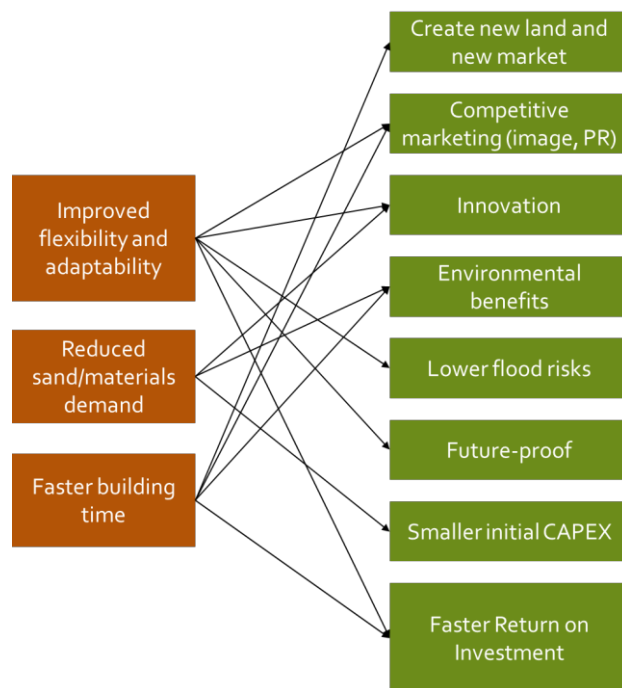 Improved
flexibility and
adaptability
Reduced
sand/materials
demand
Faster building
time
Create new land and
new market
Competitive
marketing (image, PR)
Innovation
Environmental
benefits
Lower flood risks
Future-proof
Smaller initial CAPEX
Faster Return on
Investment